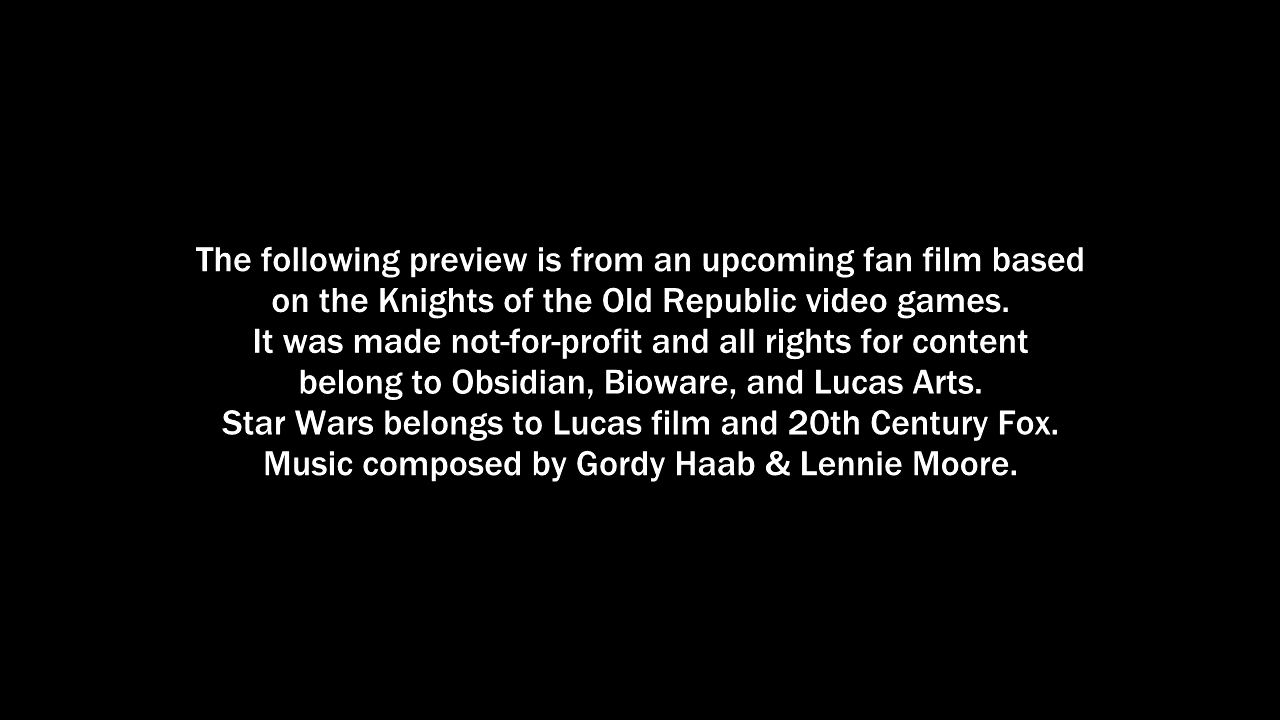 The following preview is from an upcoming fan film based
on the Knights of the Old Republic video games.
It was made not-for-profit and all rights for content
belong to Obsidian, Bioware, and Lucas Arts.
Star Wars belongs to Lucas film and 20th Century Fox.
Music composed by Gordy Haab & Lennie Moore.